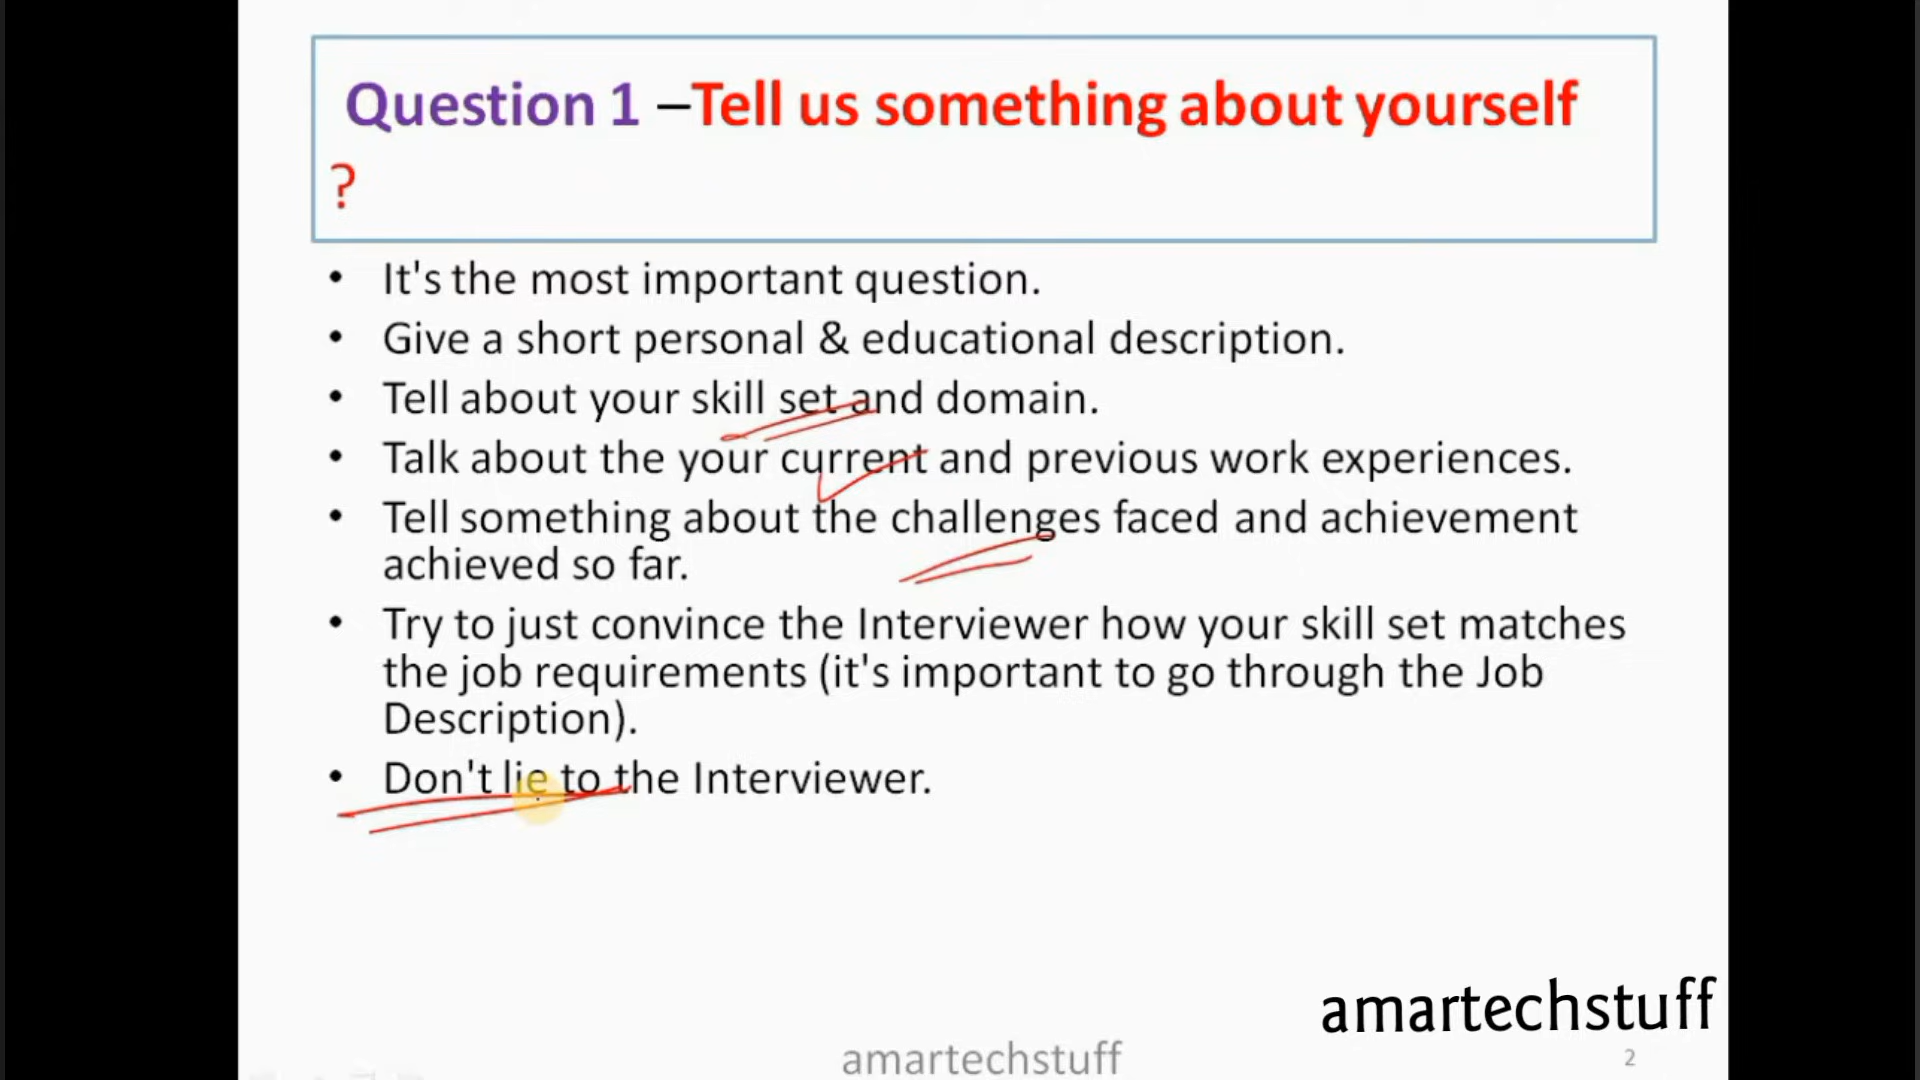 Question 1 –Tell us something about yourself
?
• It's the most important question.
• Give a short personal & educational description.
• Tell about your skill set and domain.
• Talk about the your current and previous work experiences.
• Tell something about the challenges faced and achievement
achieved so far.
• Try to just convince the Interviewer how your skill set matches
the job requirements (it's important to go through the Job
Description).
• Don't lie to the Interviewer.
amartechstuff
amartechstuff
2